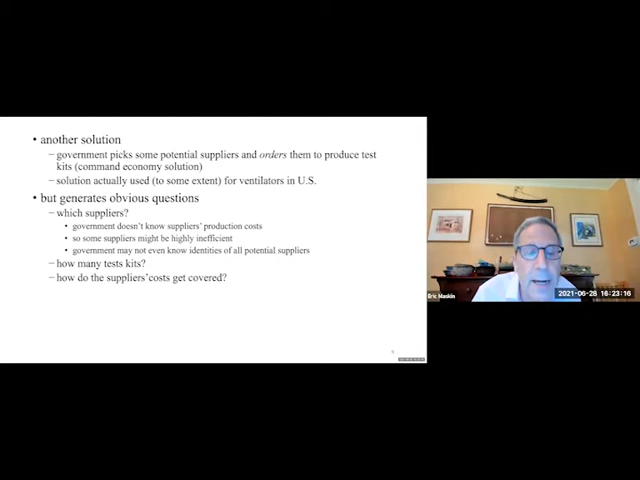 • another solution
– government picks some potential suppliers and orders them to produce test
kits (command economy solution)
– solution actually used (to some extent) for ventilators in U.S.
• but generates obvious questions
– which suppliers?
• government doesn't know suppliers' production costs
• so some suppliers might be highly inefficient
• government may not even know identities of all potential suppliers
– how many tests kits?
– how do the suppliers'costs get covered?
Eric Maskin
2021-06-28 16:23:16